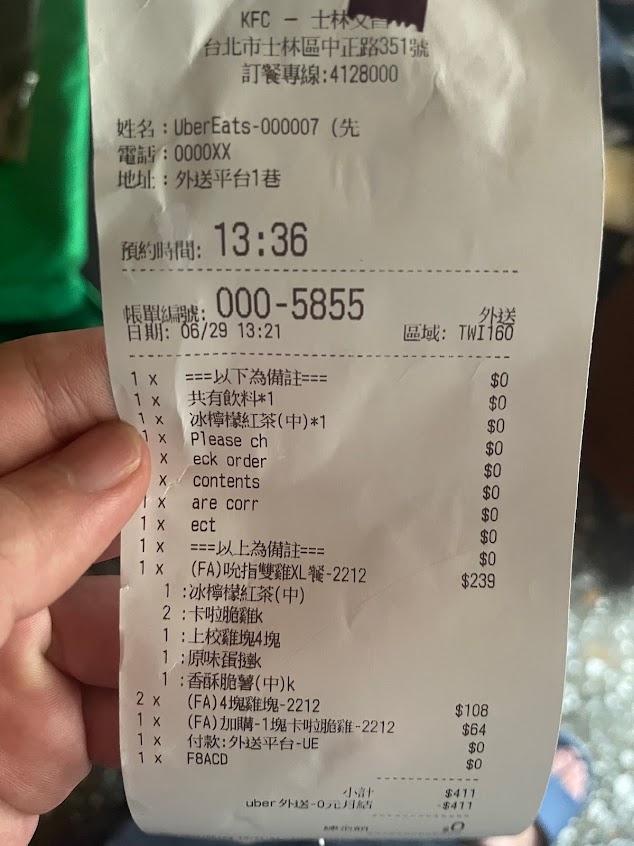 KFC – 士林文昌
台北市士林區中正路351號
訂餐專線:4128000
姓名：UberEats-000007 (先
電話：0000XX
地址：外送平台1巷
預約時間: 13:36
帳單編號: 000-5855 外送
日期: 06/29 13:21 區域: TWI160
1 x ===以下為備註=== $0
1 x 共有飲料*1 $0
1 x 冰檸檬紅茶(中)*1 $0
1 x Please ch $0
x eck order $0
x contents $0
1 x are corr $0
1 x ect $0
1 x ===以上為備註=== $0
1 x (FA)吮指雙雞XL餐-2212 $239
1 :冰檸檬紅茶(中)
2 :卡啦脆雞k
1 :上校雞塊4塊
1 :原味蛋撻k
1 :香酥脆薯(中)k
2 x (FA)4塊雞塊-2212 $108
1 x (FA)加購-1塊卡啦脆雞-2212 $64
1 x 付款:外送平台-UE $0
1 x F8ACD $0
小計 $411
uber外送-0元月結 -$411
$0